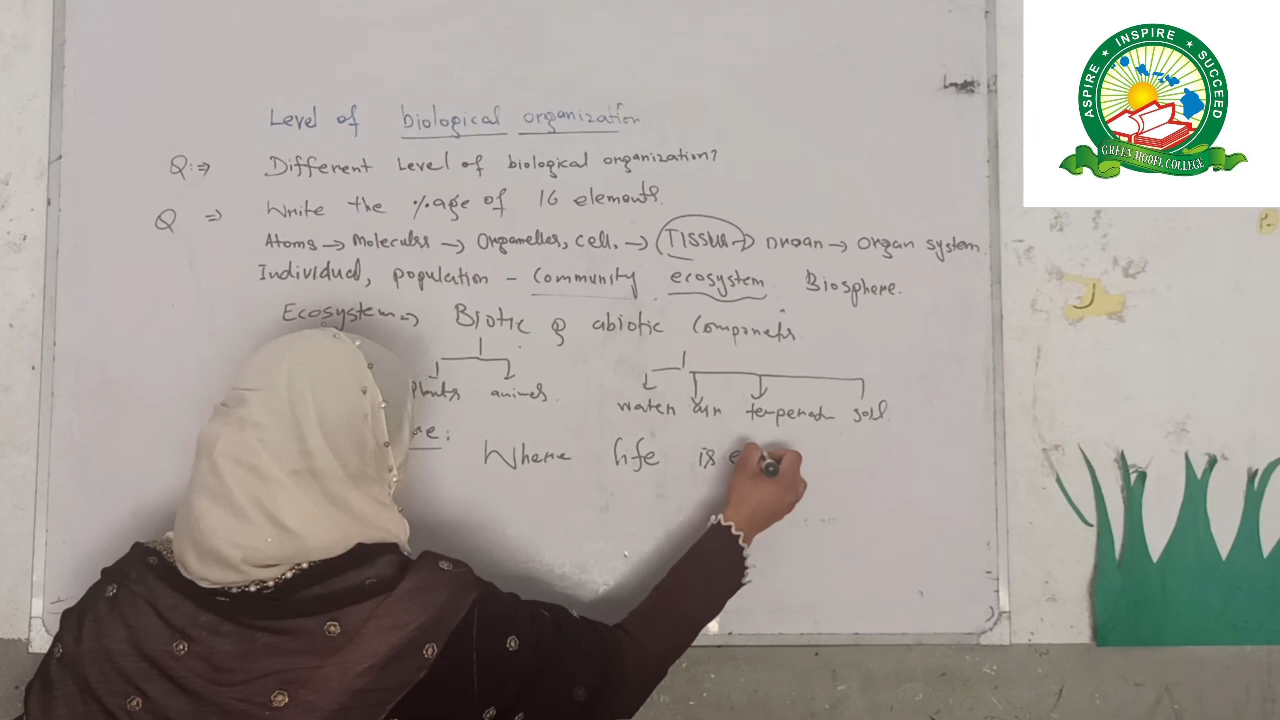 ASPIRE ★ INSPIRE ★ SUCCEED
GREEN MODEL COLLEGE
Level of biological organization
Q:⇒ Different Level of biological organization?
Q ⇒ Write the %age of 16 elements.
Atoms → Molecules → Organelles, cell, → Tissue → Organ → Organ system
Individual, population - Community ecosystem Biosphere.
Ecosystem → Biotic & abiotic Components
plants animals water air temperature soil
Where life is e